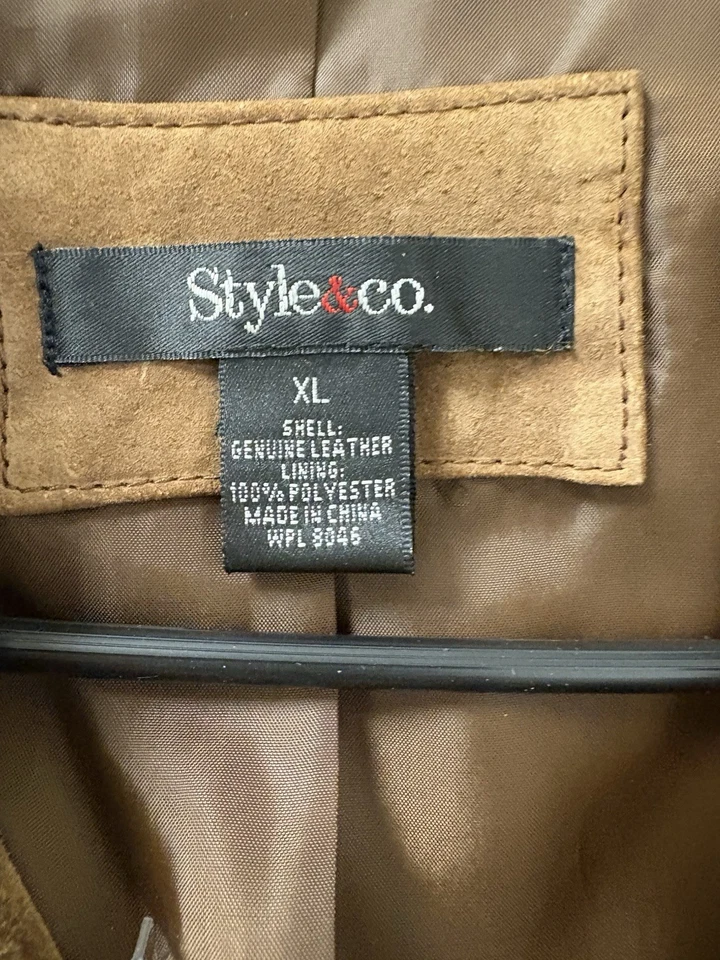 Style&co.
XL
SHELL:
GENUINE LEATHER
LINING:
100% POLYESTER
MADE IN CHINA
WPL 8046